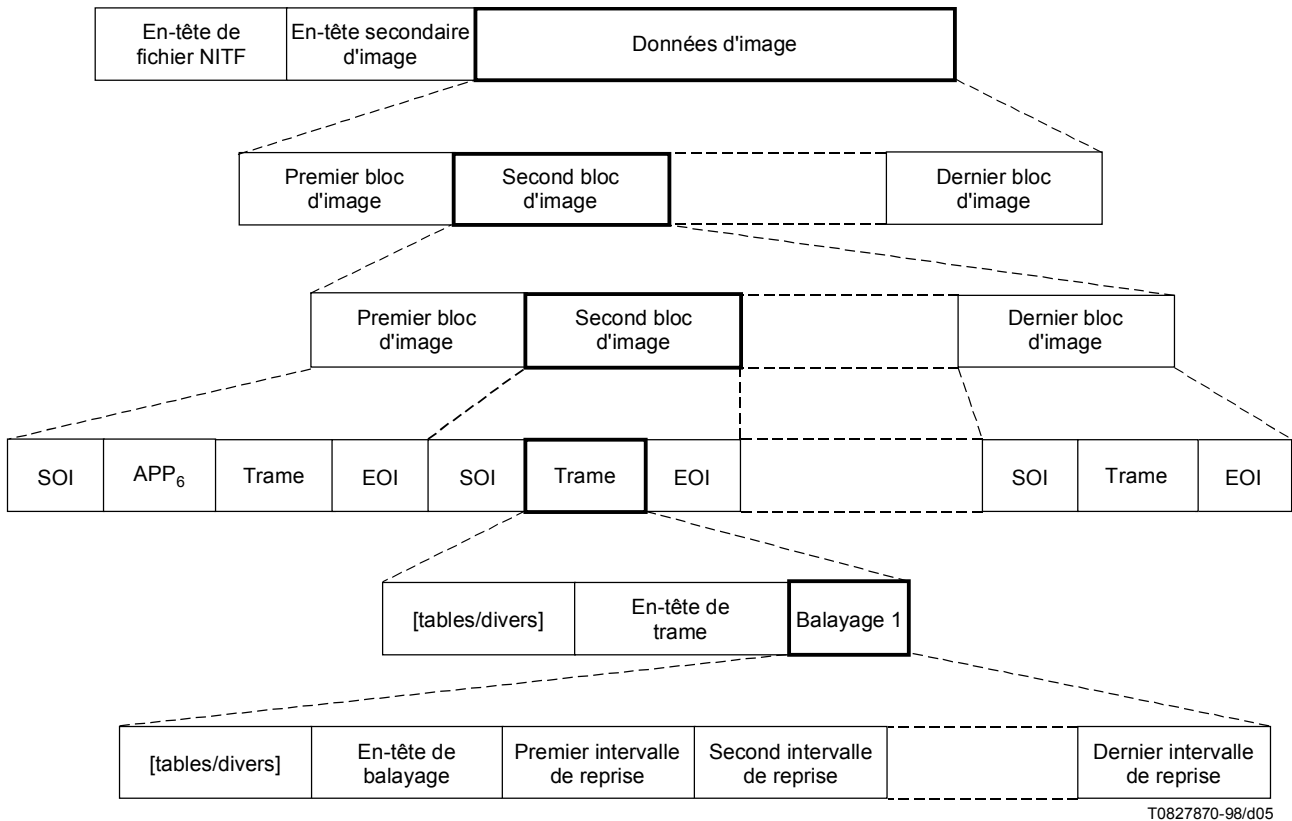 En-tête de
fichier NITF
En-tête secondaire
d'image
Données d'image
Premier bloc
d'image
Second bloc
d'image
Dernier bloc
d'image
Premier bloc
d'image
Second bloc
d'image
Dernier bloc
d'image
SOI
APP6
Trame
EOI
SOI
Trame
EOI
SOI
Trame
EOI
[tables/divers]
En-tête de
trame
Balayage 1
[tables/divers]
En-tête de
balayage
Premier intervalle
de reprise
Second intervalle
de reprise
Dernier intervalle
de reprise
T0827870-98/d05